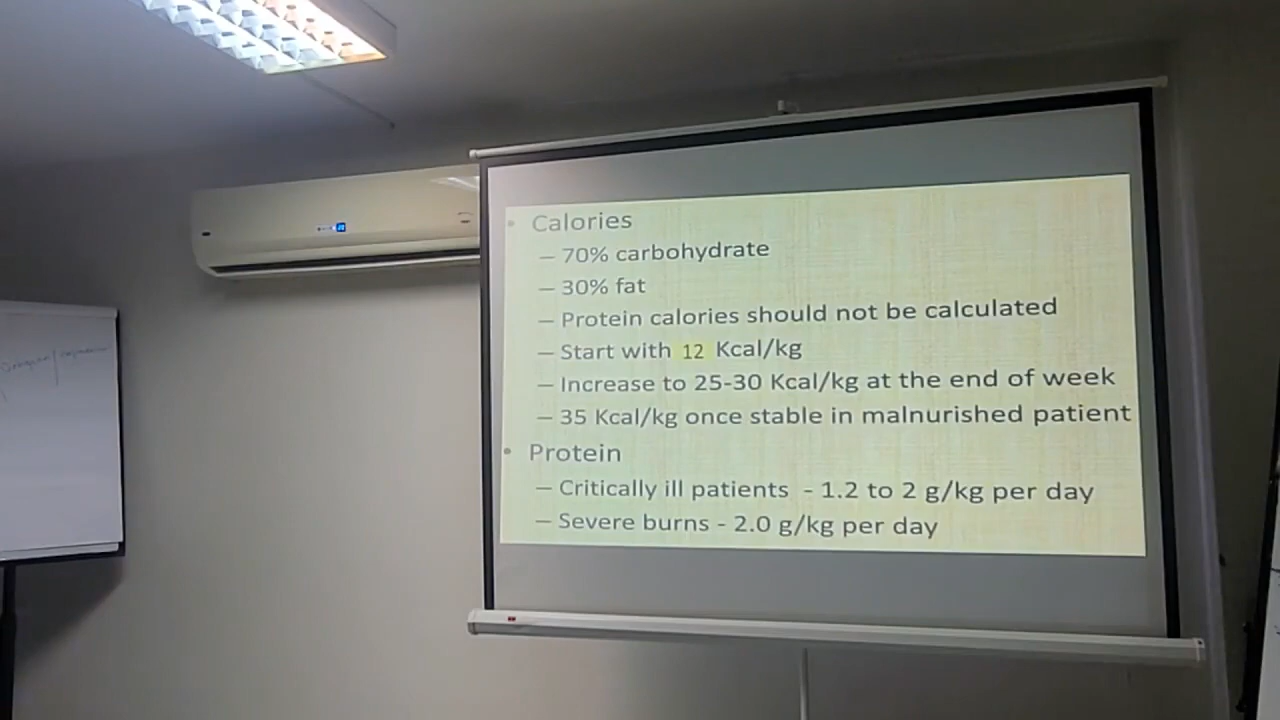 • Calories
– 70% carbohydrate
– 30% fat
– Protein calories should not be calculated
– Start with 12 Kcal/kg
– Increase to 25-30 Kcal/kg at the end of week
– 35 Kcal/kg once stable in malnurished patient
• Protein
– Critically ill patients - 1.2 to 2 g/kg per day
– Severe burns - 2.0 g/kg per day